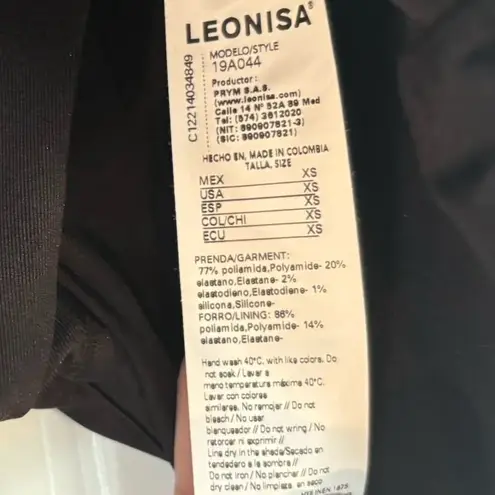 LEONISA®
MODELO/STYLE
19A044
Productor:
PRYM S.A.S.
(www.leonisa.com)
Calle 14 Nº 52A 89 Med
Tel: (574) 3612020
(NIT: 890907821-3)
(SIC: 890907821)
C12214034849
HECHO EN, MADE IN COLOMBIA
TALLA, SIZE
MEX XS
USA XS
ESP XS
COL/CHI XS
ECU XS
PRENDA/GARMENT:
77% poliamida,Polyamide- 20%
elastano,Elastane- 2%
elastodieno,Elastodiene- 1%
silicona,Silicone-
FORRO/LINING: 86%
poliamida,Polyamide- 14%
elastano,Elastane-
Hand wash 40°C, with like colors. Do
not soak / Lavar a
mano temperatura máxima 40°C.
Lavar con colores
similares. No remojar // Do not
bleach / No usar
blanqueador // Do not wring / No
retorcer ni exprimir //
Line dry in the shade/Secado en
tendedero a la sombra //
Do not iron / No planchar // Do not
dry clean / No limpiar en seco